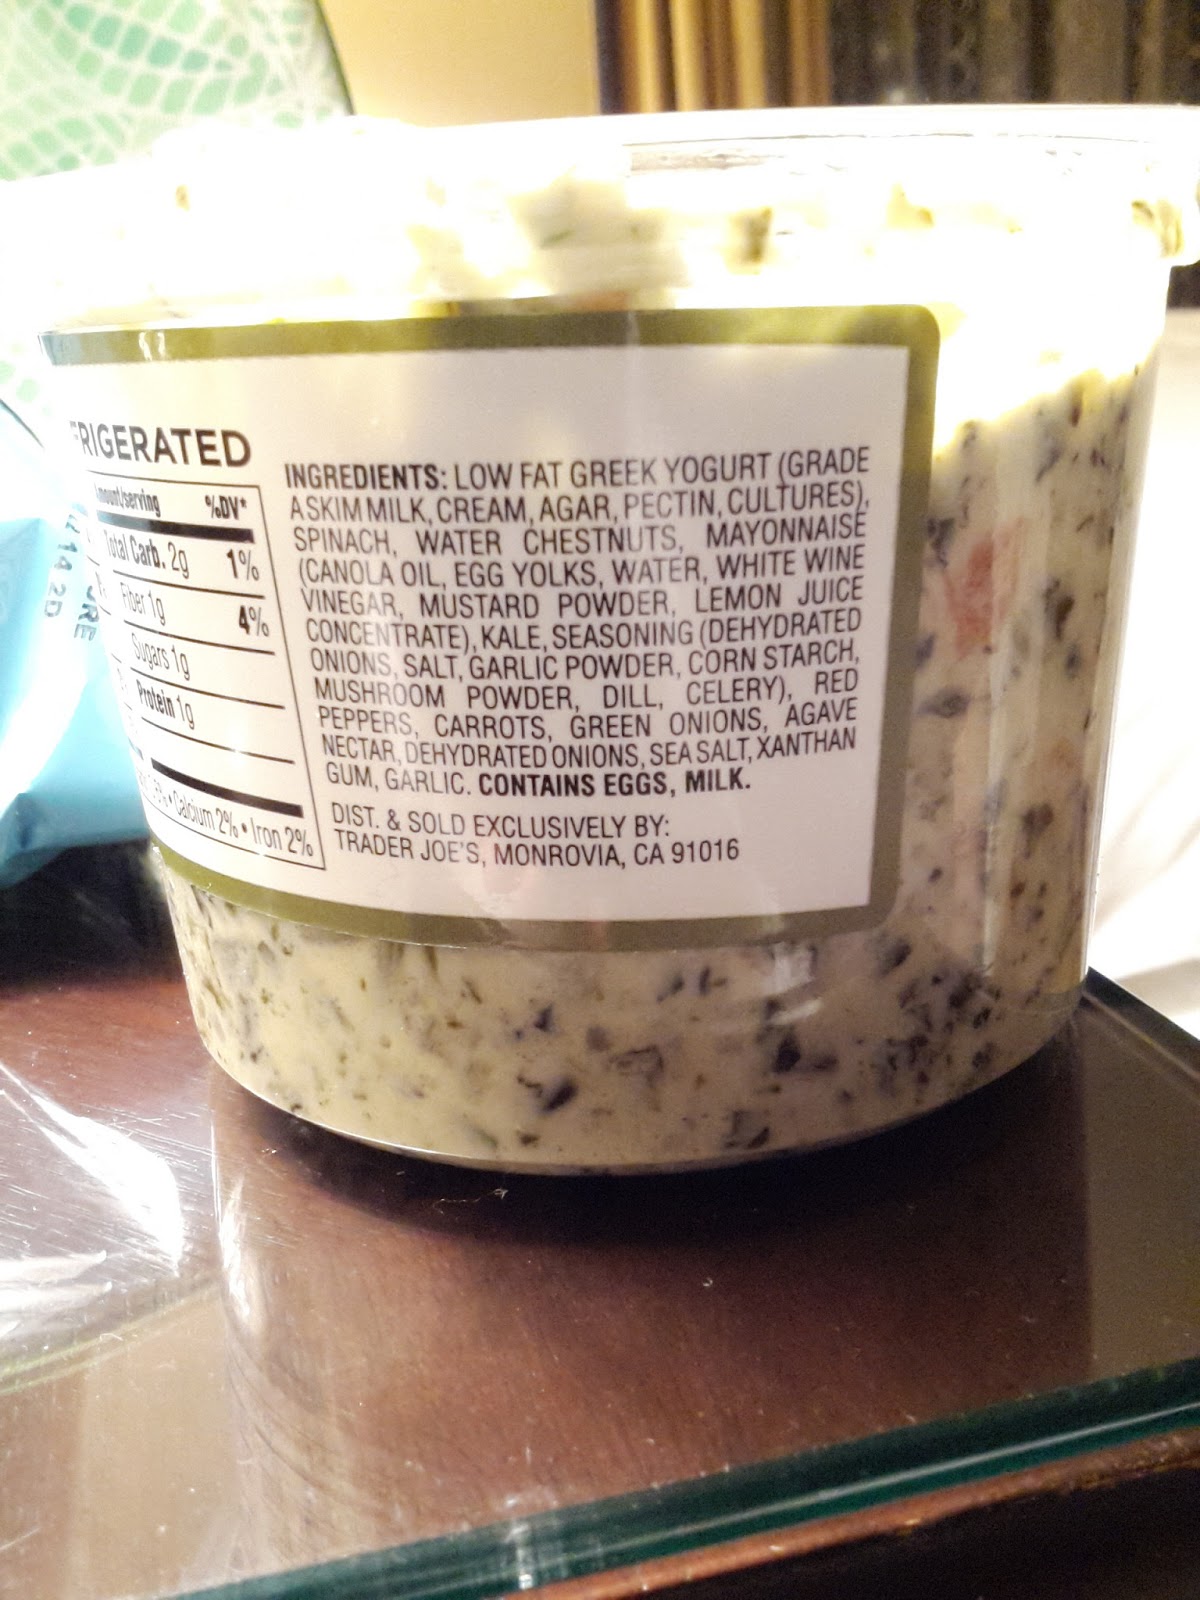 RIGERATED
Amount/serving %DV*
Total Carb. 2g 1%
Fiber 1g 4%
Sugars 1g
Protein 1g
• Calcium 2% • Iron 2%
INGREDIENTS: LOW FAT GREEK YOGURT (GRADE
A SKIM MILK, CREAM, AGAR, PECTIN, CULTURES),
SPINACH, WATER CHESTNUTS, MAYONNAISE
(CANOLA OIL, EGG YOLKS, WATER, WHITE WINE
VINEGAR, MUSTARD POWDER, LEMON JUICE
CONCENTRATE), KALE, SEASONING (DEHYDRATED
ONIONS, SALT, GARLIC POWDER, CORN STARCH,
MUSHROOM POWDER, DILL, CELERY), RED
PEPPERS, CARROTS, GREEN ONIONS, AGAVE
NECTAR, DEHYDRATED ONIONS, SEA SALT, XANTHAN
GUM, GARLIC. CONTAINS EGGS, MILK.
DIST. & SOLD EXCLUSIVELY BY:
TRADER JOE'S, MONROVIA, CA 91016